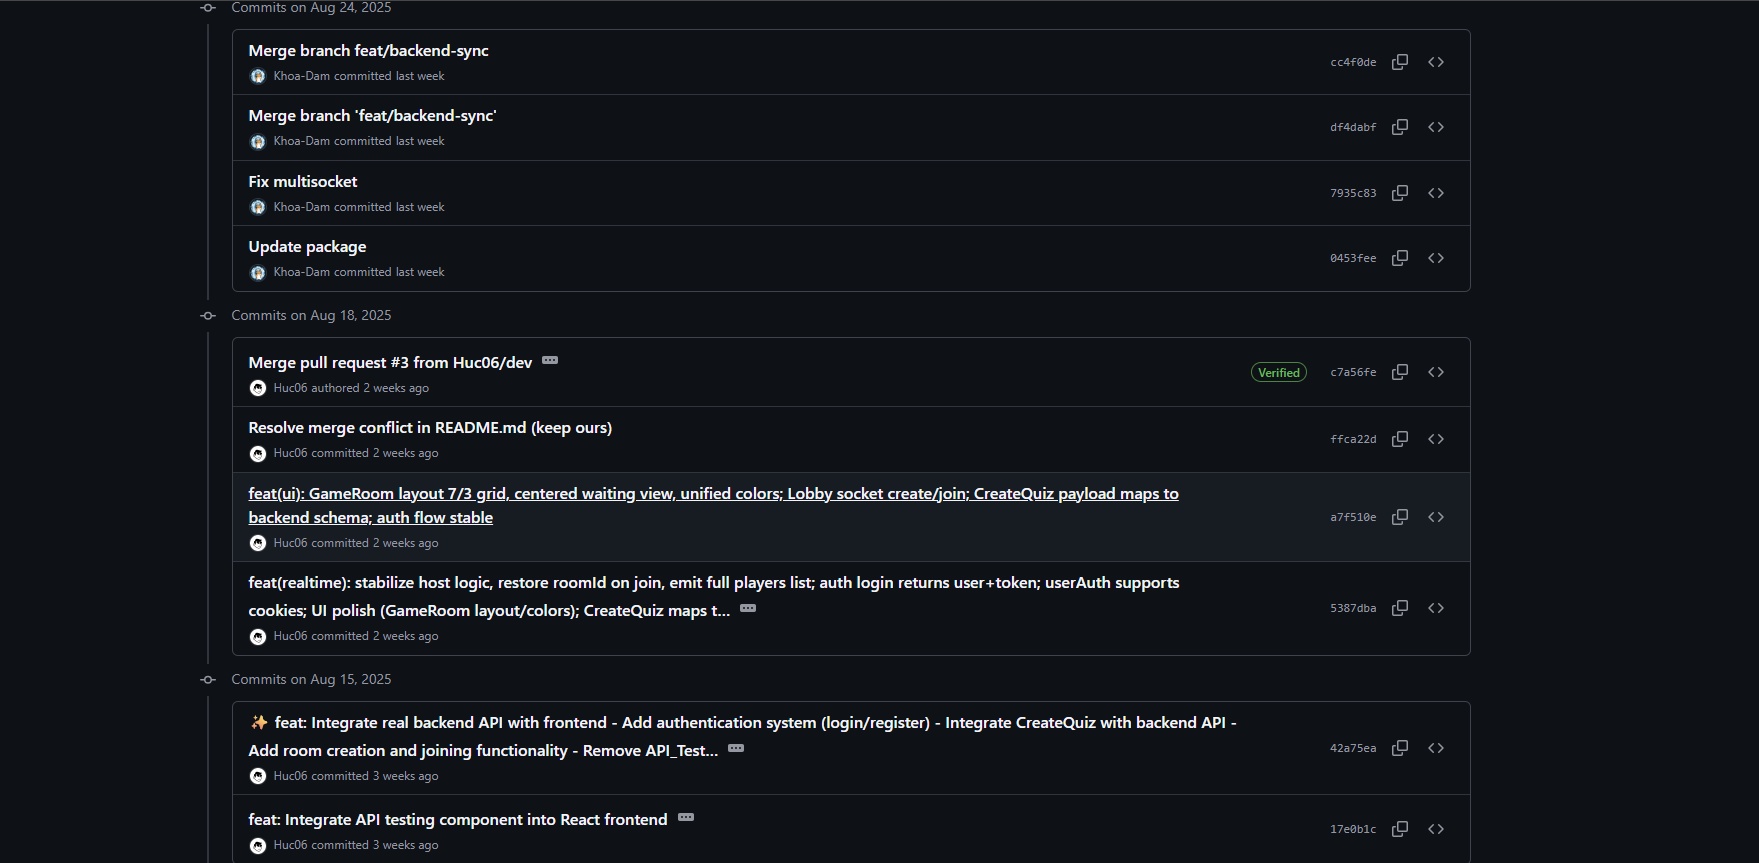 Commits on Aug 24, 2025
Merge branch feat/backend-sync
Khoa-Dam committed last week
cc4f0de
Merge branch 'feat/backend-sync'
Khoa-Dam committed last week
df4dabf
Fix multisocket
Khoa-Dam committed last week
7935c83
Update package
Khoa-Dam committed last week
0453fee
Commits on Aug 18, 2025
Merge pull request #3 from Huc06/dev
Huc06 authored 2 weeks ago
Verified
c7a56fe
Resolve merge conflict in README.md (keep ours)
Huc06 committed 2 weeks ago
ffca22d
feat(ui): GameRoom layout 7/3 grid, centered waiting view, unified colors; Lobby socket create/join; CreateQuiz payload maps to
backend schema; auth flow stable
Huc06 committed 2 weeks ago
a7f510e
feat(realtime): stabilize host logic, restore roomId on join, emit full players list; auth login returns user+token; userAuth supports
cookies; UI polish (GameRoom layout/colors); CreateQuiz maps t...
Huc06 committed 2 weeks ago
5387dba
Commits on Aug 15, 2025
✨ feat: Integrate real backend API with frontend - Add authentication system (login/register) - Integrate CreateQuiz with backend API -
Add room creation and joining functionality - Remove API_Test...
Huc06 committed 3 weeks ago
42a75ea
feat: Integrate API testing component into React frontend
Huc06 committed 3 weeks ago
17e0b1c